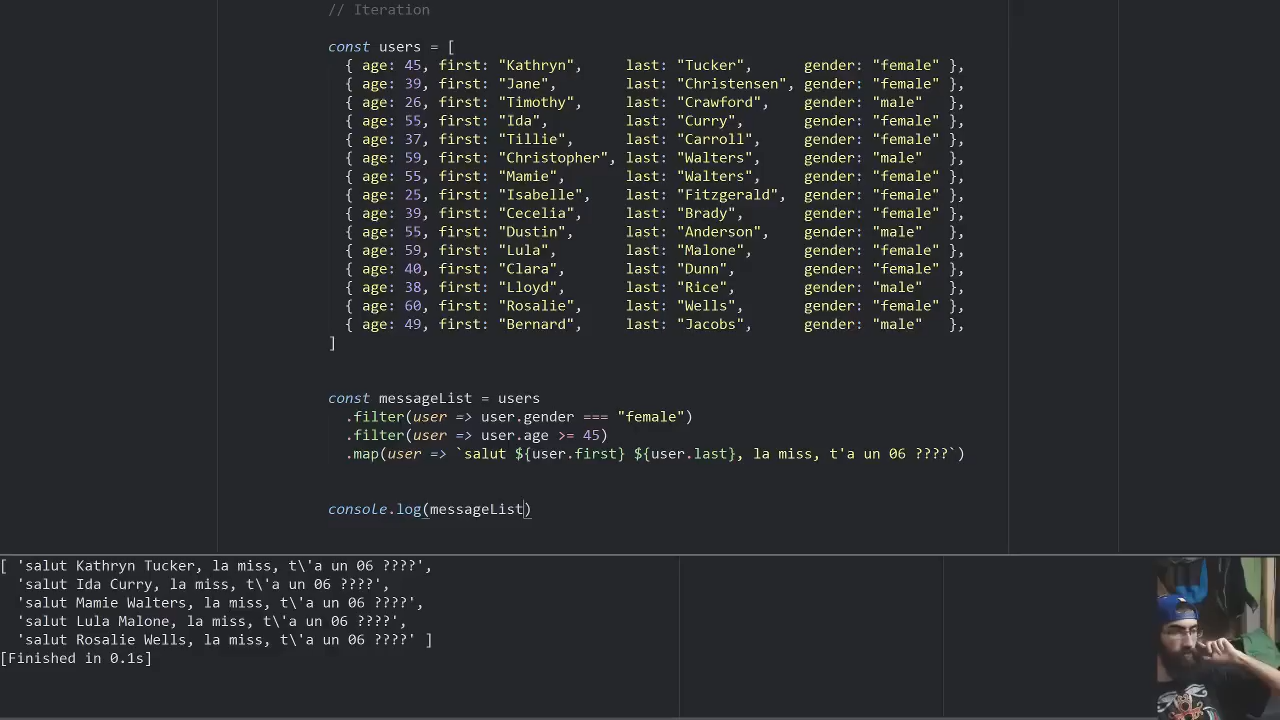 // Iteration
const users = [
{ age: 45, first: "Kathryn", last: "Tucker", gender: "female" },
{ age: 39, first: "Jane", last: "Christensen", gender: "female" },
{ age: 26, first: "Timothy", last: "Crawford", gender: "male" },
{ age: 55, first: "Ida", last: "Curry", gender: "female" },
{ age: 37, first: "Tillie", last: "Carroll", gender: "female" },
{ age: 59, first: "Christopher", last: "Walters", gender: "male" },
{ age: 55, first: "Mamie", last: "Walters", gender: "female" },
{ age: 25, first: "Isabelle", last: "Fitzgerald", gender: "female" },
{ age: 39, first: "Cecelia", last: "Brady", gender: "female" },
{ age: 55, first: "Dustin", last: "Anderson", gender: "male" },
{ age: 59, first: "Lula", last: "Malone", gender: "female" },
{ age: 40, first: "Clara", last: "Dunn", gender: "female" },
{ age: 38, first: "Lloyd", last: "Rice", gender: "male" },
{ age: 60, first: "Rosalie", last: "Wells", gender: "female" },
{ age: 49, first: "Bernard", last: "Jacobs", gender: "male" },
]
const messageList = users
.filter(user => user.gender === "female")
.filter(user => user.age >= 45)
.map(user => `salut ${user.first} ${user.last}, la miss, t'a un 06 ????`)
console.log(messageList)
[ 'salut Kathryn Tucker, la miss, t\'a un 06 ????',
'salut Ida Curry, la miss, t\'a un 06 ????',
'salut Mamie Walters, la miss, t\'a un 06 ????',
'salut Lula Malone, la miss, t\'a un 06 ????',
'salut Rosalie Wells, la miss, t\'a un 06 ????' ]
[Finished in 0.1s]